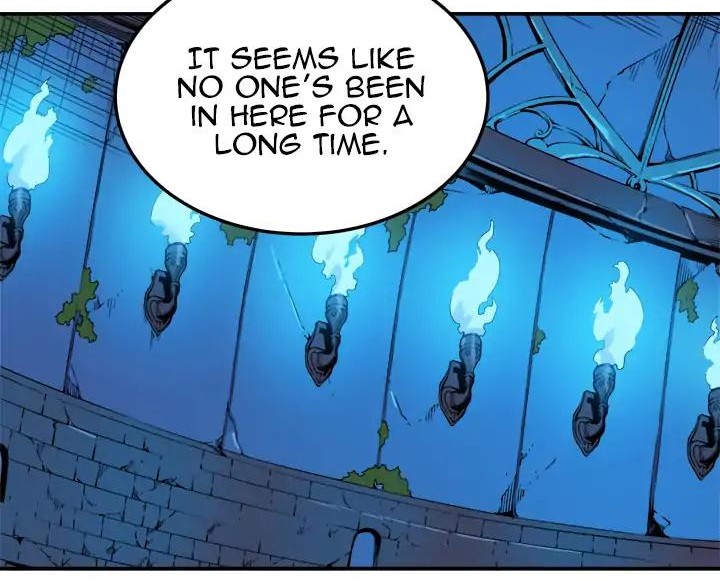 IT SEEMS LIKE
NO ONE'S BEEN
IN HERE FOR A
LONG TIME.